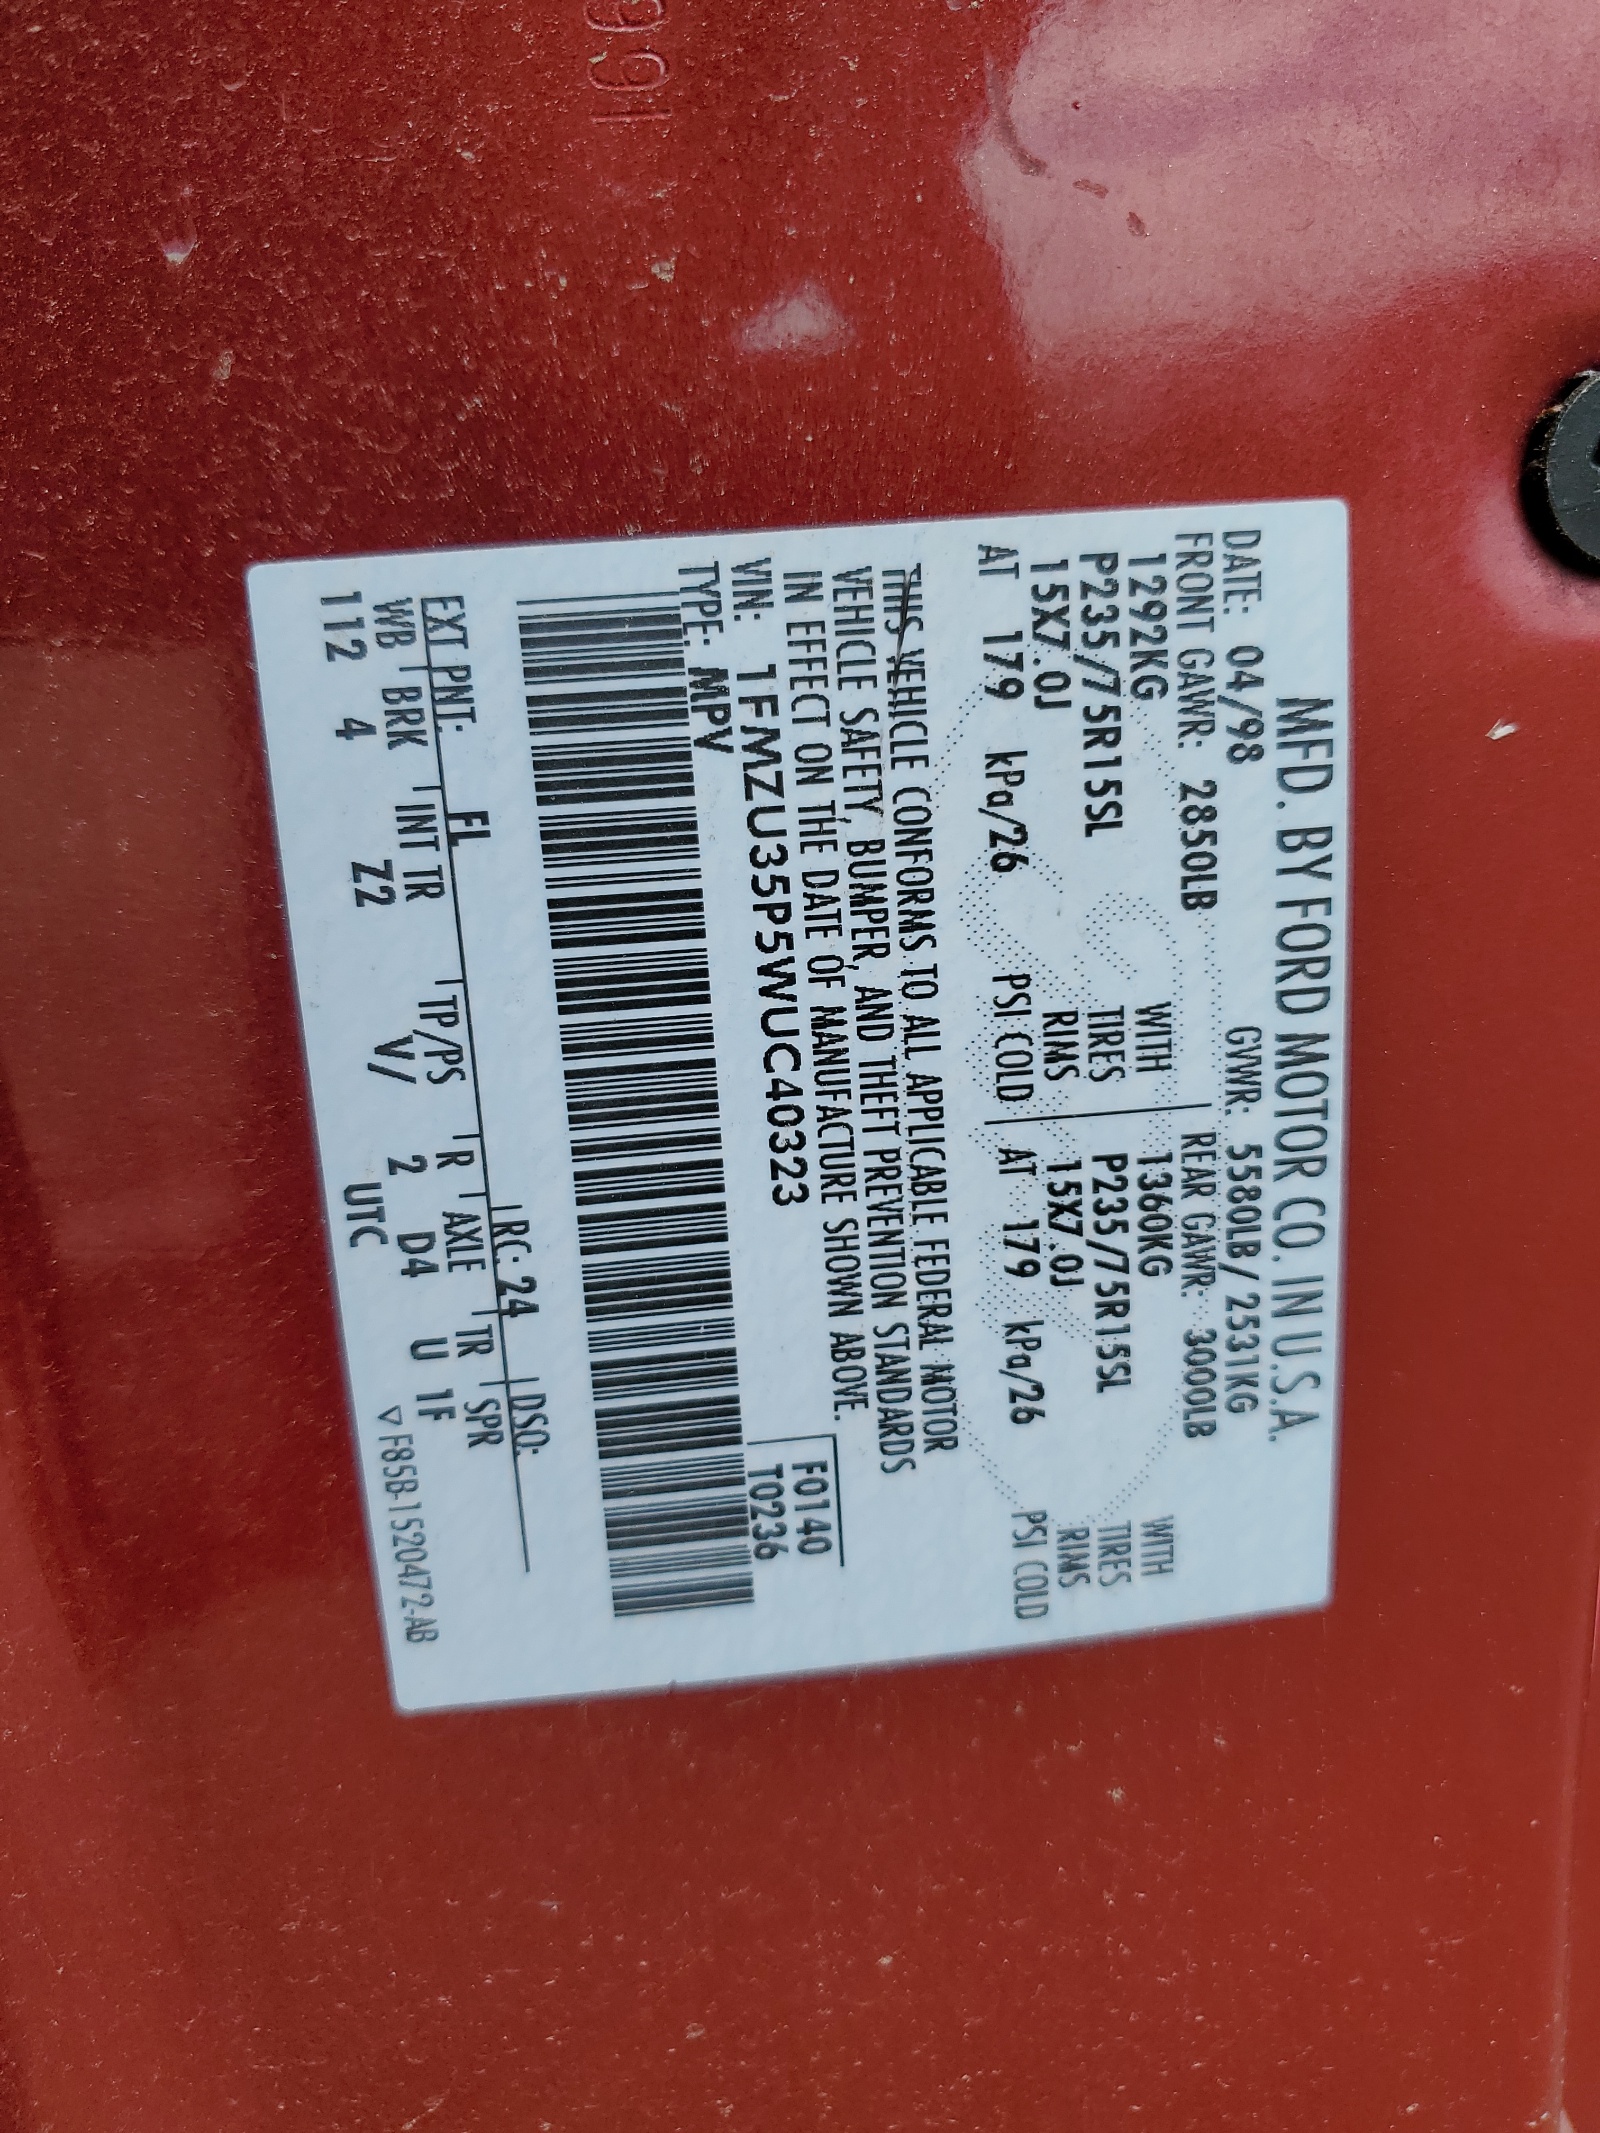 166
MFD. BY FORD MOTOR CO. IN U.S.A.
DATE: 04/98 GVWR: 5580LB/2531KG
FRONT GAWR: 2850LB REAR GAWR: 3000LB
1292KG WITH 1360KG WITH
P235/75R15SL TIRES P235/75R15SL TIRES
15X7.0J RIMS 15X7.0J RIMS
AT 179 kPa/26 PSI COLD AT 179 kPa/26 PSI COLD
THIS VEHICLE CONFORMS TO ALL APPLICABLE FEDERAL MOTOR
VEHICLE SAFETY, BUMPER, AND THEFT PREVENTION STANDARDS
IN EFFECT ON THE DATE OF MANUFACTURE SHOWN ABOVE.
VIN: 1FMZU35P5WUC40323 F0140
TYPE: MPV T0236
EXT PNT: FL RC: 24 DSO:
WB BRK INT TR TP/PS R AXLE TR SPR
112 4 Z2 V/ 2 D4 U 1F
UTC ▽F85B-1520472-AB